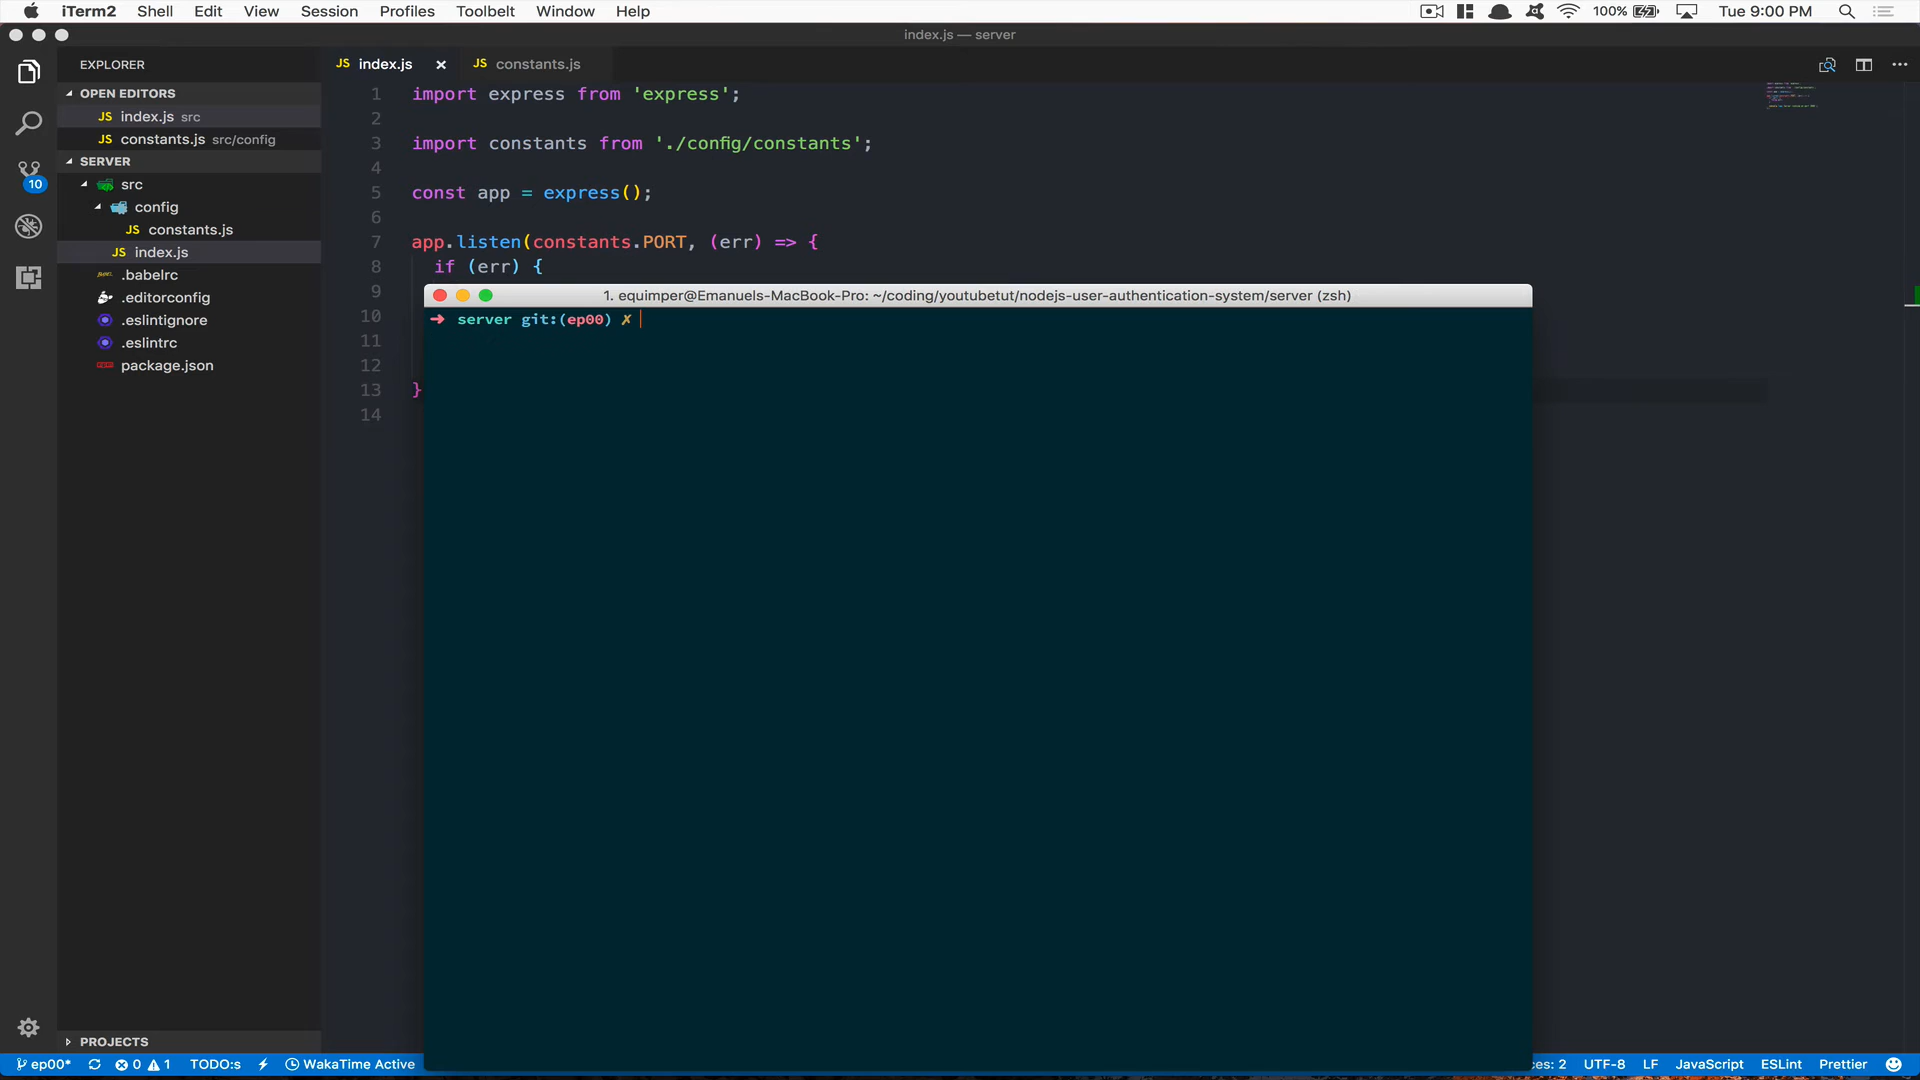 iTerm2 Shell Edit View Session Profiles Toolbelt Window Help 100% Tue 9:00 PM
index.js — server
EXPLORER
OPEN EDITORS
JS index.js src
JS constants.js src/config
SERVER
src
config
JS constants.js
JS index.js
.babelrc
.editorconfig
.eslintignore
.eslintrc
package.json
PROJECTS
10
JS index.js × JS constants.js
1 import express from 'express';
2
3 import constants from './config/constants';
4
5 const app = express();
6
7 app.listen(constants.PORT, (err) => {
8 if (err) {
9
10
11
12
13 }
14
1. equimper@Emanuels-MacBook-Pro: ~/coding/youtubetut/nodejs-user-authentication-system/server (zsh)
➜ server git:(ep00) ✗
ep00* 0 1 TODO:s WakaTime Active ces: 2 UTF-8 LF JavaScript ESLint Prettier